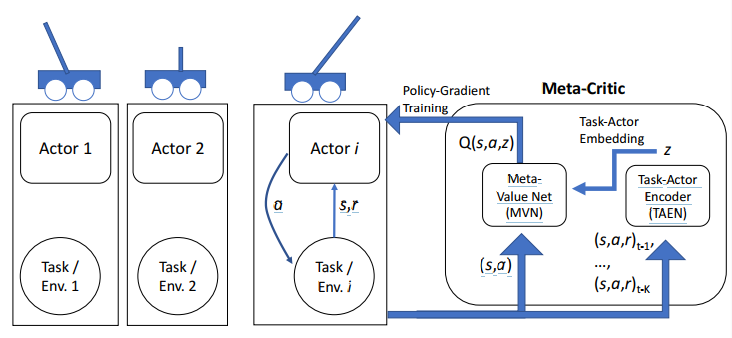 Actor 1
Task /
Env. 1
Actor 2
Task /
Env. 2
Actor i
a
s,r
Task /
Env. i
Policy-Gradient
Training
Meta-Critic
Q(s,a,z)
Task-Actor
Embedding
z
Meta-
Value Net
(MVN)
Task-Actor
Encoder
(TAEN)
(s,a)
(s,a,r)t-1,
...,
(s,a,r)t-K